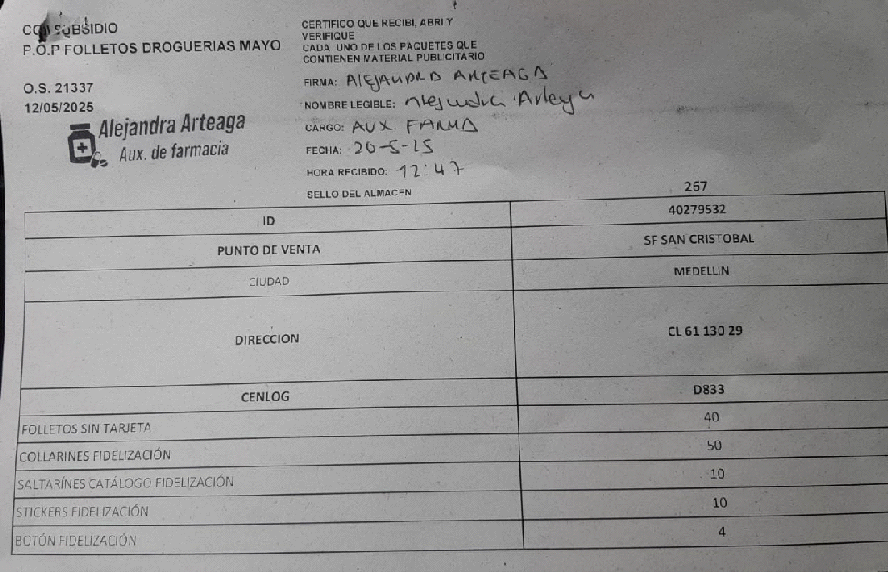 SUBSIDIO
P.O.P FOLLETOS DROGUERIAS MAYO
O.S. 21337
12/05/2025
Alejandra Arteaga
Aux. de farmacia
CERTIFICO QUE RECIBI, ABRI Y
VERIFIQUE
CADA UNO DE LOS PAQUETES QUE
CONTIENEN MATERIAL PUBLICITARIO
FIRMA: ALEJANDRA ARTEAGA
NOMBRE LEGIBLE: Alejandra Arteaga
CARGO: AUX FARMA
FECHA: 20-5-25
HORA RECIBIDO: 12:47
SELLO DEL ALMACEN
267
ID 40279532
PUNTO DE VENTA SF SAN CRISTOBAL
CIUDAD MEDELLIN
DIRECCION CL 61 130 29
CENLOG D833
FOLLETOS SIN TARJETA 40
COLLARINES FIDELIZACIÓN 50
SALTARÍNES CATÁLOGO FIDELIZACIÓN 10
STICKERS FIDELIZACIÓN 10
BOTÓN FIDELIZACIÓN 4